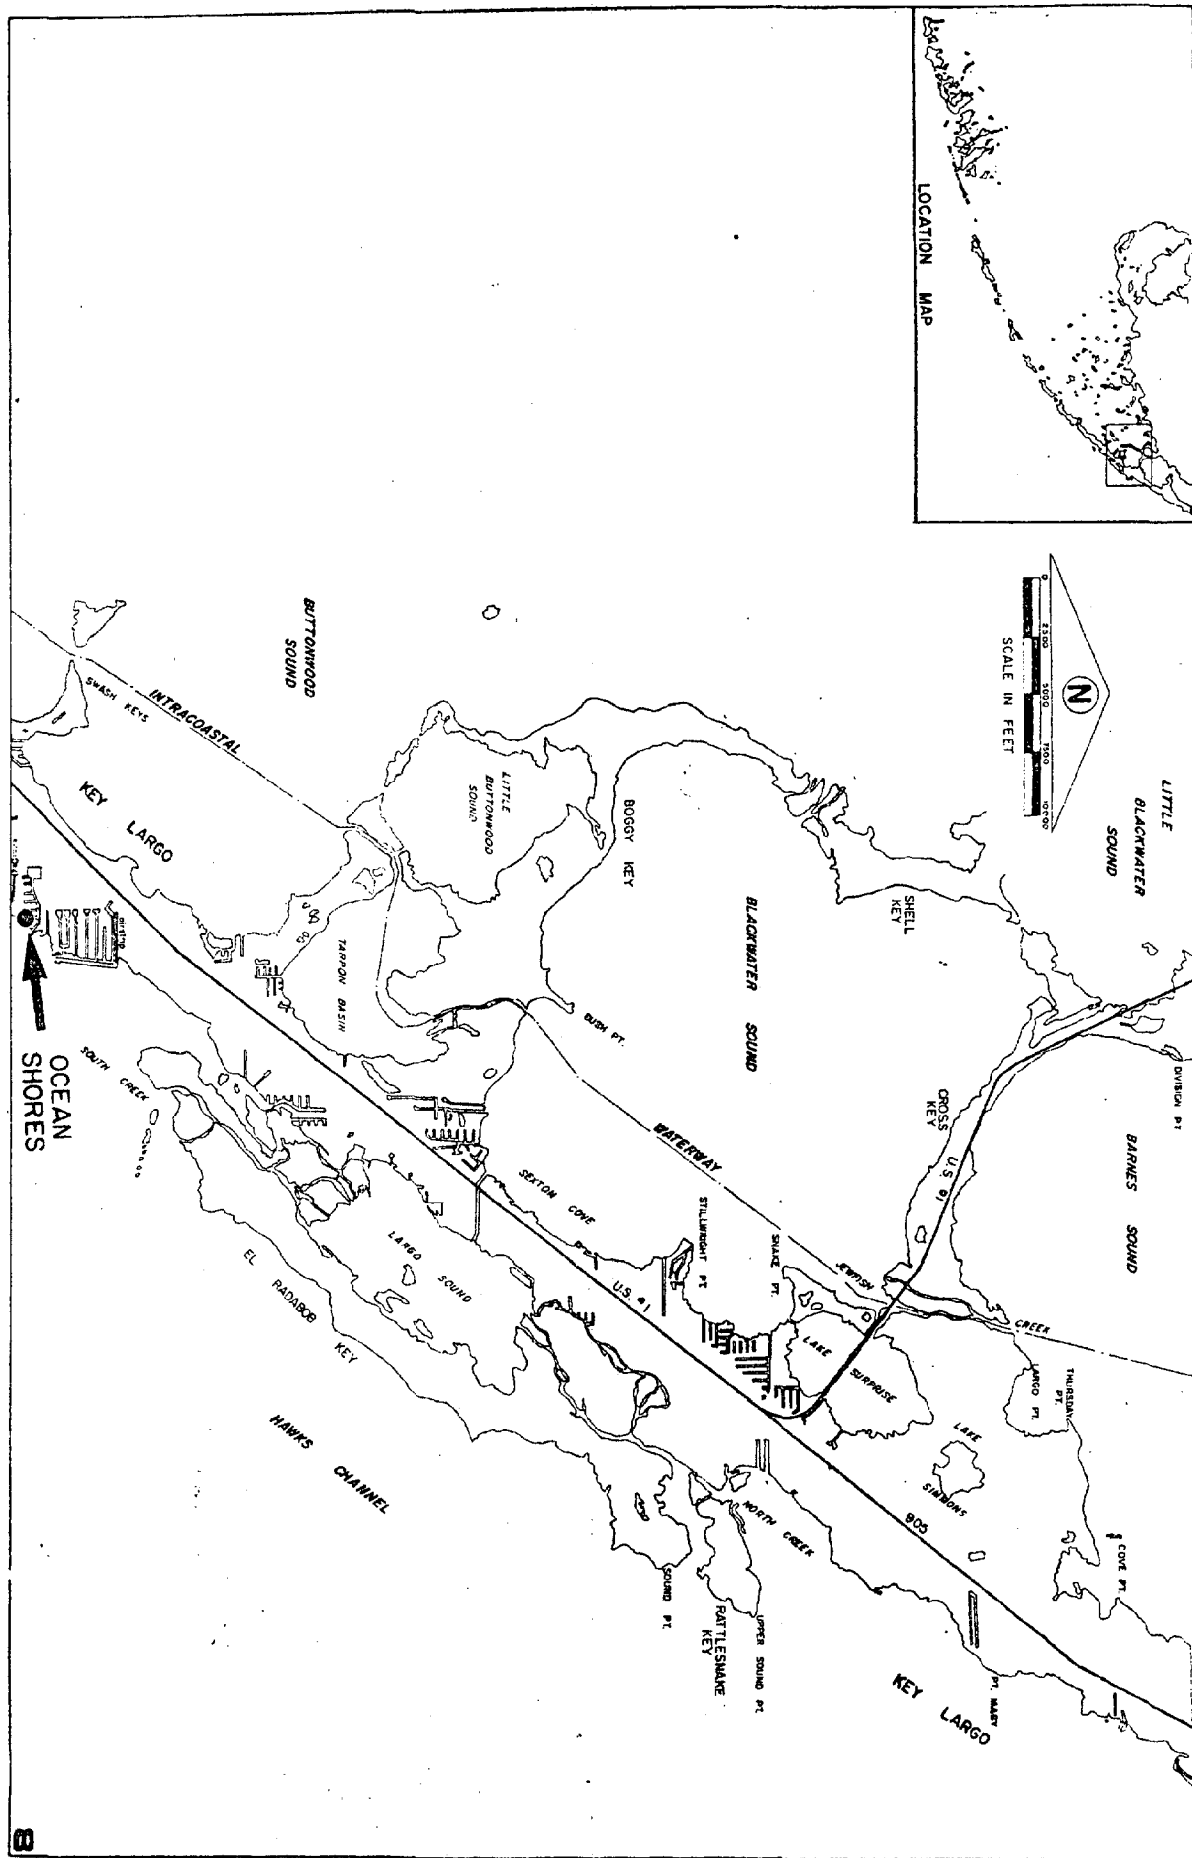 LOCATION MAP
0 2500 5000 7500 10000
SCALE IN FEET
N
LITTLE
BLACKWATER
SOUND
DIVISION PT
BARNES SOUND
SHELL
KEY
CROSS
KEY
U.S. #1
BLACKWATER SOUND
BOGGY KEY
LITTLE
BUTTONWOOD
SOUND
BUTTONWOOD
SOUND
INTRACOASTAL
WATERWAY
SWASH KEYS
KEY LARGO
airstrip
TARPON BASIN
BUSH PT.
JEWFISH CREEK
SEXTON COVE
STILLWRIGHT PT.
SNAKE PT.
LAKE SURPRISE
THURSDAY
PT.
LARGO PT.
LAKE SIMMONS
COVE PT.
U.S. #1
905
OCEAN
SHORES
SOUTH CREEK
LARGO SOUND
EL RADABOB KEY
HAWKS CHANNEL
NORTH CREEK
SOUND PT.
RATTLESNAKE
KEY
UPPER SOUND PT.
PT. MARY
KEY LARGO
8